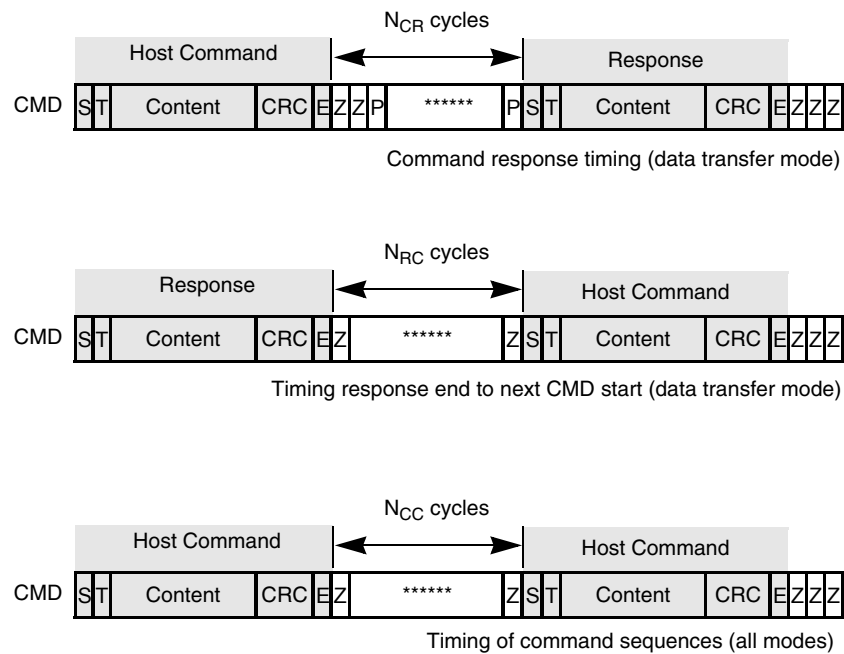 N_CR cycles
Host Command
Response
CMD S T Content CRC E Z Z P ****** P S T Content CRC E Z Z Z
Command response timing (data transfer mode)
N_RC cycles
Response
Host Command
CMD S T Content CRC E Z ****** Z S T Content CRC E Z Z Z
Timing response end to next CMD start (data transfer mode)
N_CC cycles
Host Command
Host Command
CMD S T Content CRC E Z ****** Z S T Content CRC E Z Z Z
Timing of command sequences (all modes)